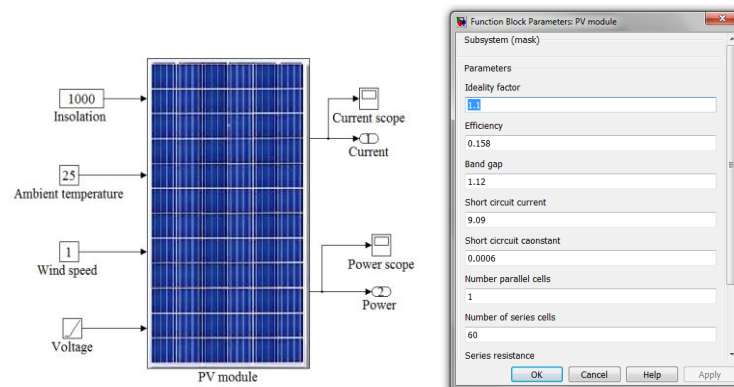 1000
Insolation
25
Ambient temperature
1
Wind speed
Voltage
PV module
Current scope
1
Current
Power scope
2
Power
Function Block Parameters: PV module
Subsystem (mask)
Parameters
Ideality factor
1.1
Efficiency
0.158
Band gap
1.12
Short circuit current
9.09
Short cicrcuit caonstant
0.0006
Number parallel cells
1
Number of series cells
60
Series resistance
OK Cancel Help Apply